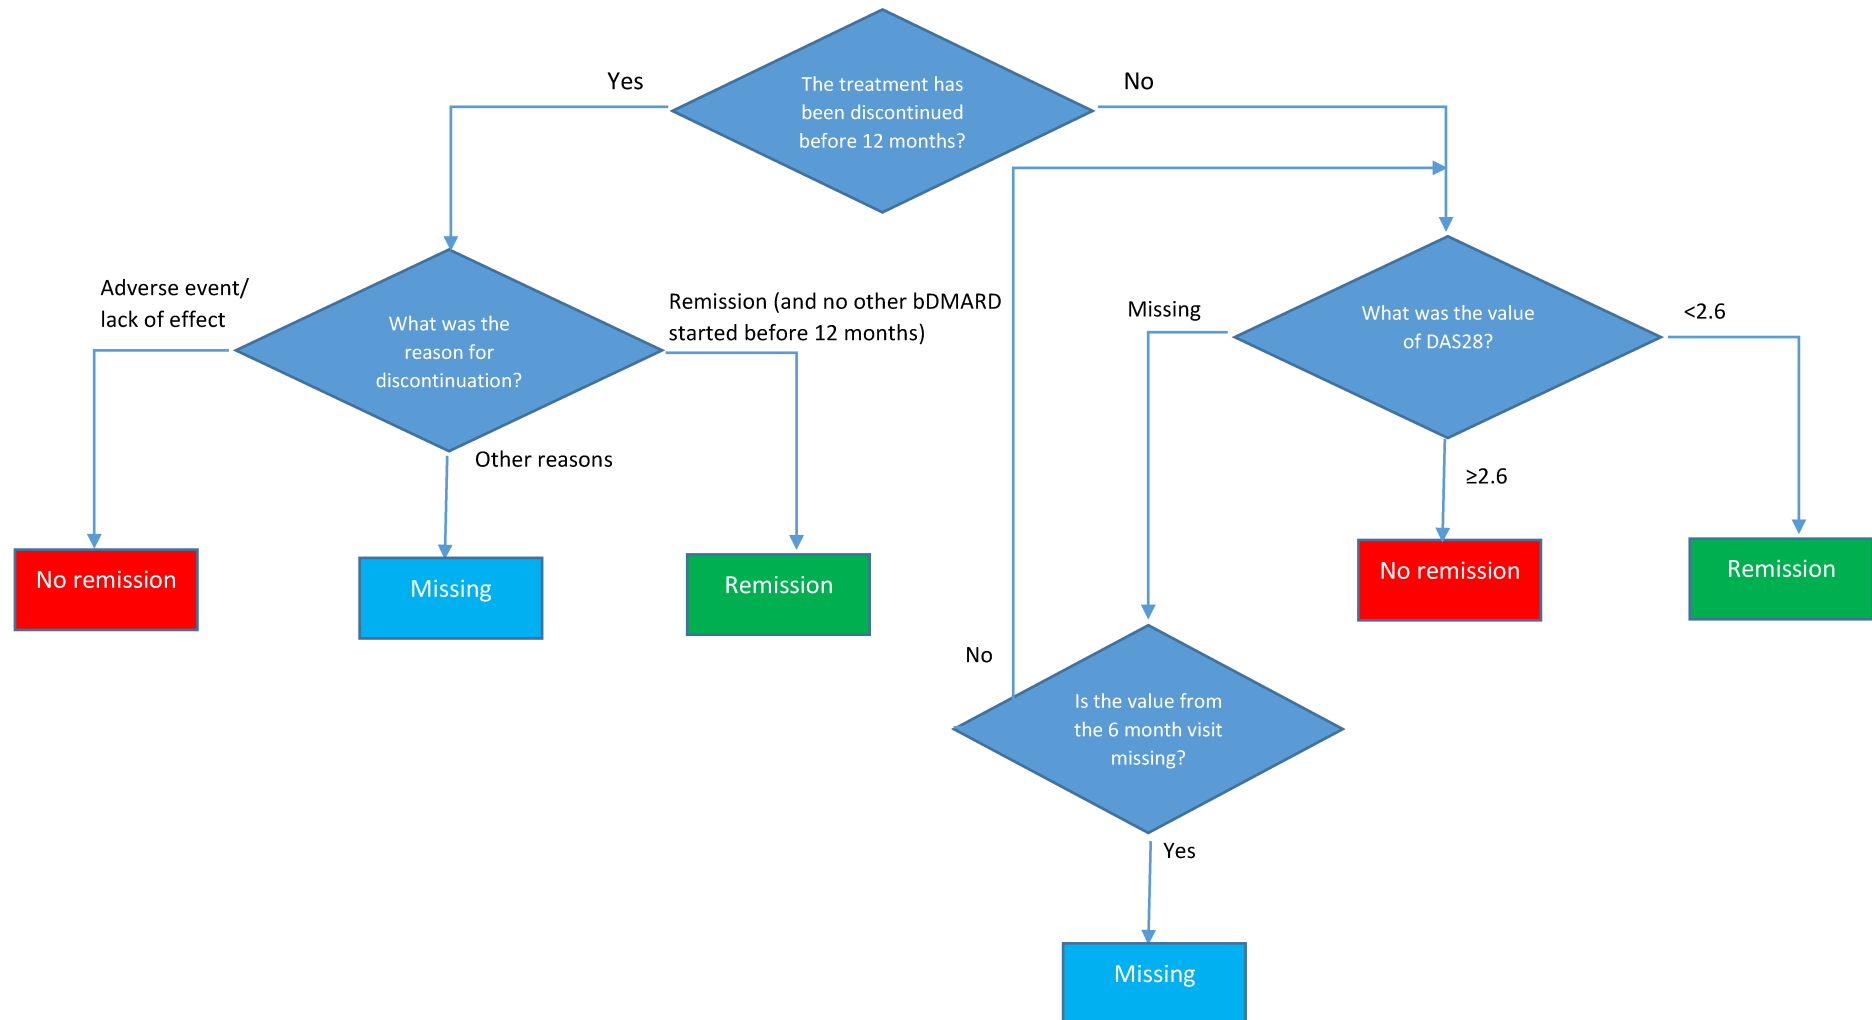 Yes
The treatment has
been discontinued
before 12 months?
No
Adverse event/
lack of effect
What was the
reason for
discontinuation?
Remission (and no other bDMARD
started before 12 months)
Other reasons
Missing
What was the value
of DAS28?
<2.6
≥2.6
No remission
Missing
Remission
No remission
Remission
No
Is the value from
the 6 month visit
missing?
Yes
Missing